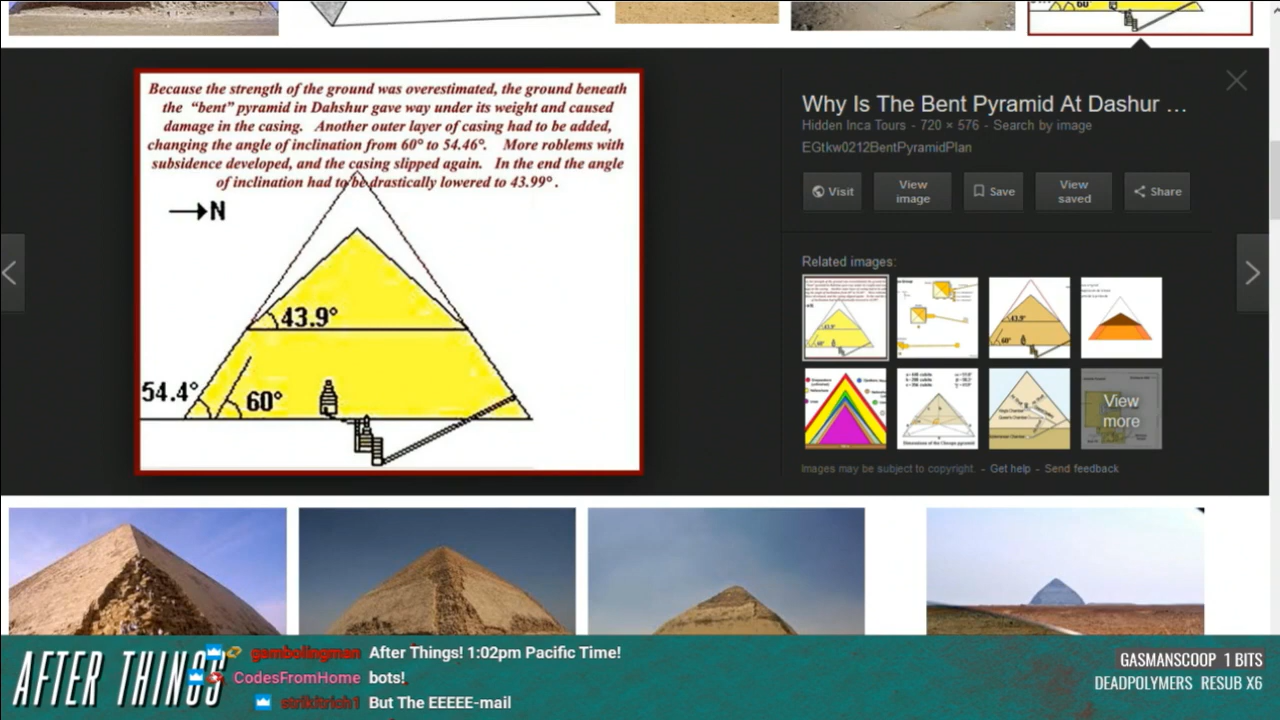 60°
Because the strength of the ground was overestimated, the ground beneath
the "bent" pyramid in Dahshur gave way under its weight and caused
damage in the casing. Another outer layer of casing had to be added,
changing the angle of inclination from 60° to 54.46°. More roblems with
subsidence developed, and the casing slipped again. In the end the angle
of inclination had to be drastically lowered to 43.99°.
N
43.9°
54.4°
60°
Why Is The Bent Pyramid At Dashur ...
Hidden Inca Tours - 720 × 576 - Search by image
EGtkw0212BentPyramidPlan
Visit
View image
Save
View saved
Share
Related images:
View more
Images may be subject to copyright. - Get help - Send feedback
AFTER THINGS
gambolingman After Things! 1:02pm Pacific Time!
CodesFromHome bots!
strikitrich1 But The EEEEE-mail
GASMANSCOOP 1 BITS
DEADPOLYMERS RESUB X6